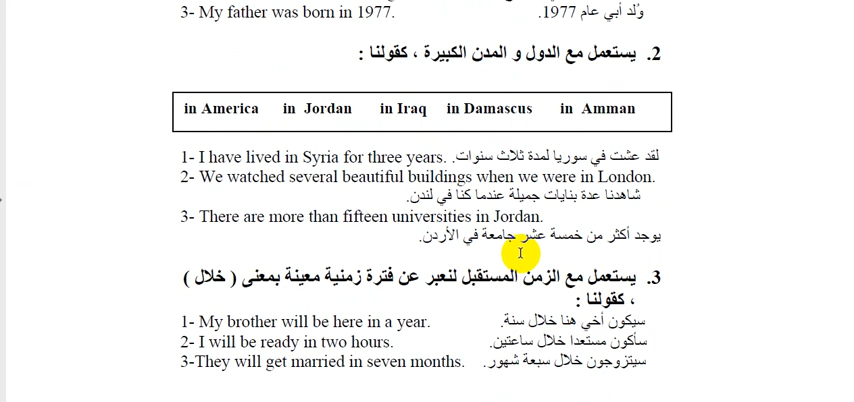 3- My father was born in 1977. وُلد أبي عام 1977.
2. يستعمل مع الدول و المدن الكبيرة ، كقولنا :
in America in Jordan in Iraq in Damascus in Amman
1- I have lived in Syria for three years. لقد عشت في سوريا لمدة ثلاث سنوات.
2- We watched several beautiful buildings when we were in London.
شاهدنا عدة بنايات جميلة عندما كنا في لندن.
3- There are more than fifteen universities in Jordan.
يوجد أكثر من خمسة عشر جامعة في الأردن.
3. يستعمل مع الزمن المستقبل لنعبر عن فترة زمنية معينة بمعنى ( خلال )
، كقولنا :
1- My brother will be here in a year. سيكون أخي هنا خلال سنة.
2- I will be ready in two hours. سأكون مستعدا خلال ساعتين.
3-They will get married in seven months. سيتزوجون خلال سبعة شهور.